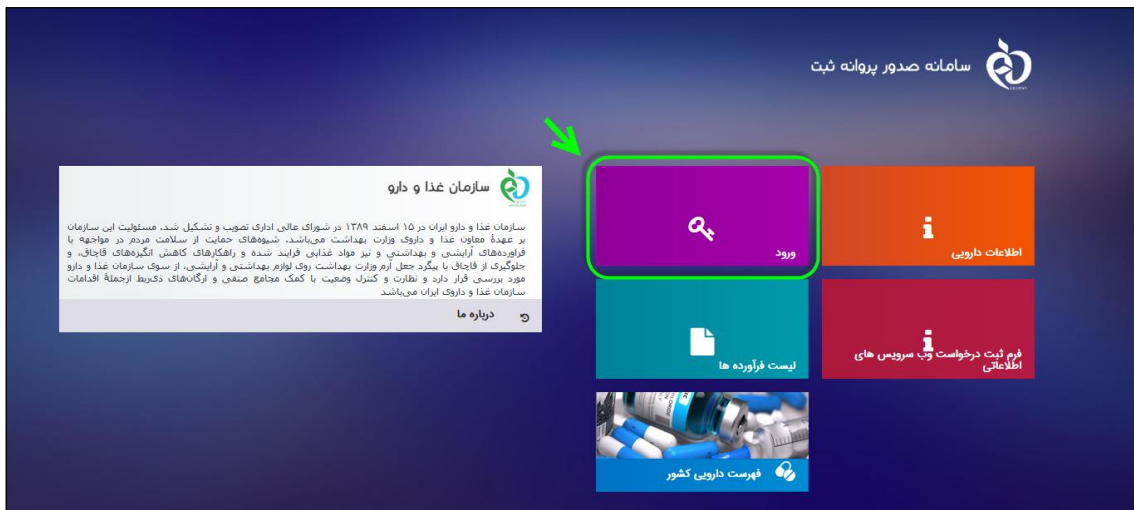 سامانه صدور پروانه ثبت
اطلاعات دارویی
ورود
فرم ثبت درخواست وب سرویس های
اطلاعاتی
لیست فرآورده ها
فهرست دارویی کشور
سازمان غذا و دارو
سازمان غذا و دارو ایران در ۱۵ اسفند ۱۳۸۹ در شورای عالی اداری تصویب و تشکیل شد. مسئولیت این سازمان
بر عهدهٔ معاون غذا و داروی وزارت بهداشت می‌باشد. شیوه‌های حمایت از سلامت مردم در مواجهه با
فراورده‌های آرایشی و بهداشتی و نیز مواد غذایی فرایند شده و راهکارهای کاهش انگیزه‌های قاچاق، و
جلوگیری از قاچاق با پیگرد جعل آرم وزارت بهداشت روی لوازم بهداشتی و آرایشی، از سوی سازمان غذا و دارو
مورد بررسی قرار دارد و نظارت و کنترل وضعیت با کمک مجامع صنفی و ارگان‌های ذی‌ربط ازجملهٔ اقدامات
سازمان غذا و داروی ایران می‌باشد
درباره ما